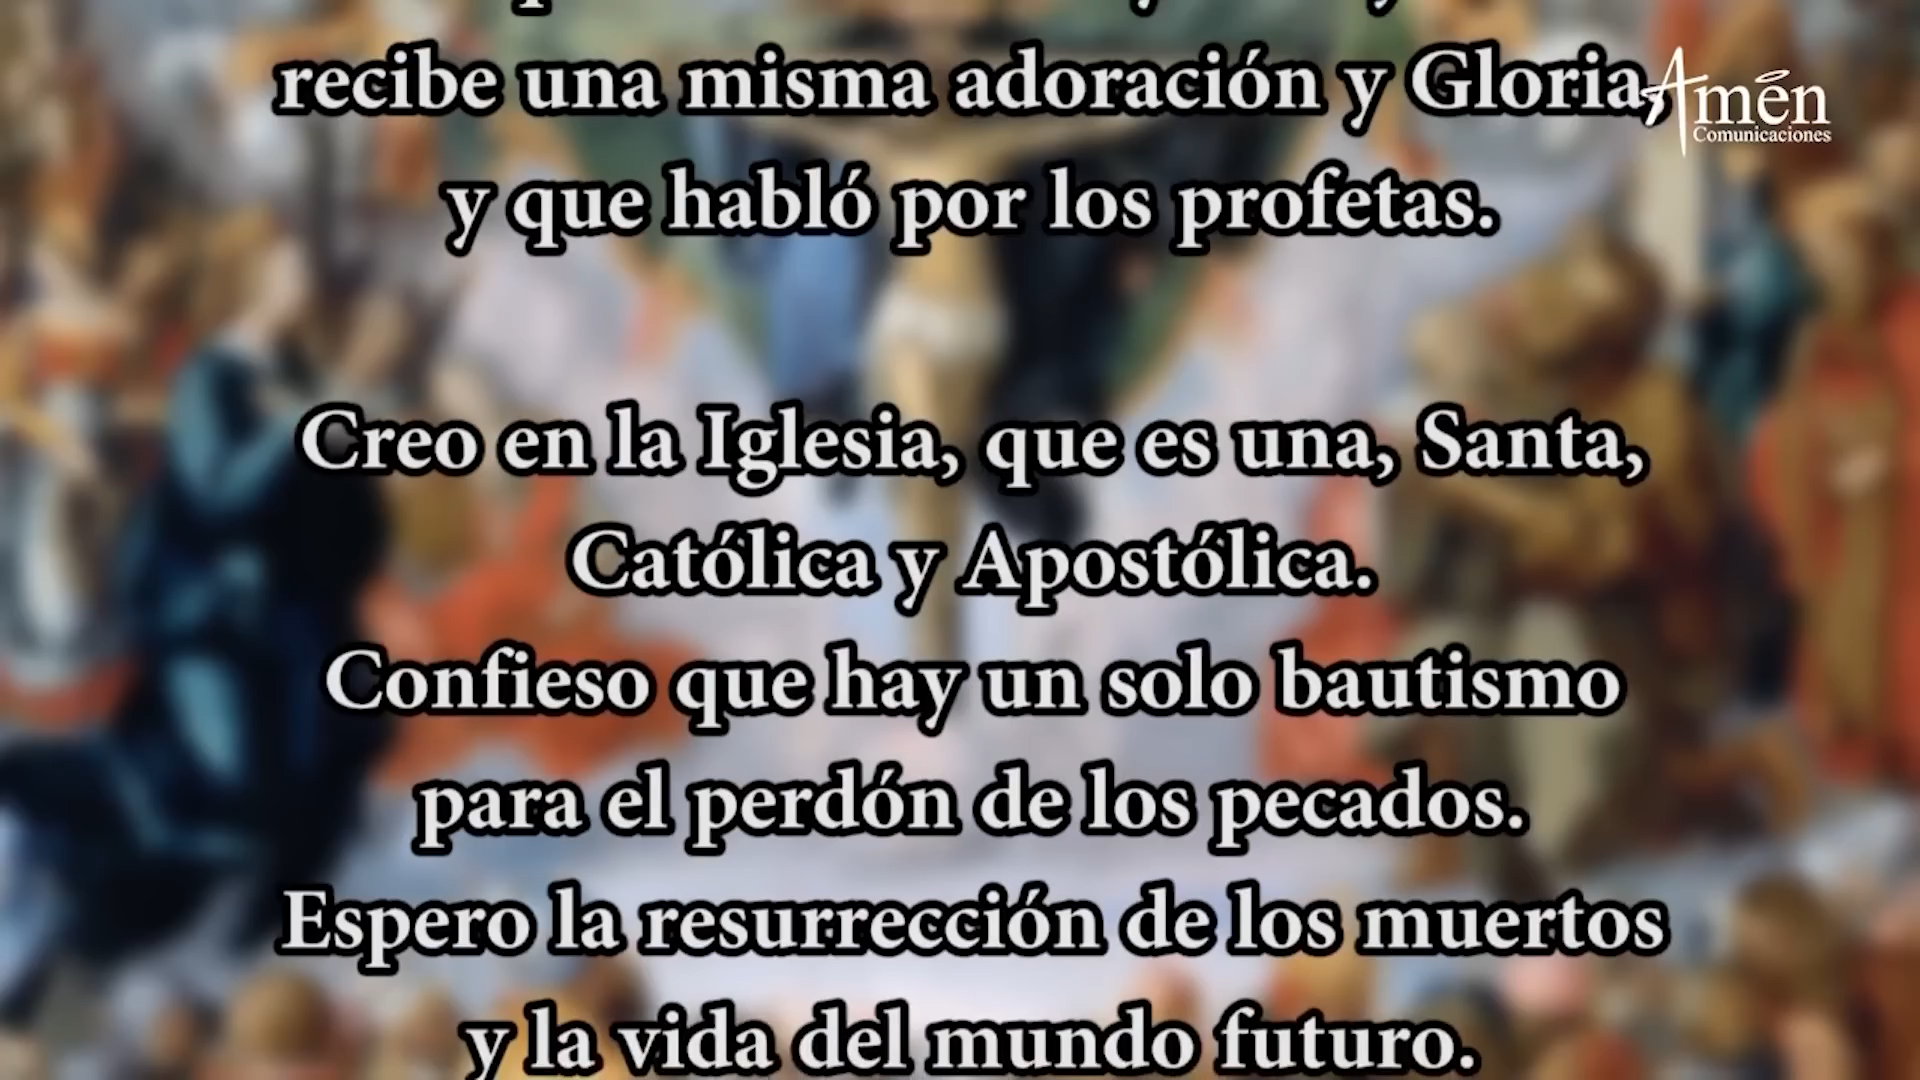 recibe una misma adoración y Gloria,
y que habló por los profetas.
Creo en la Iglesia, que es una, Santa,
Católica y Apostólica.
Confieso que hay un solo bautismo
para el perdón de los pecados.
Espero la resurrección de los muertos
y la vida del mundo futuro.
Amén
Comunicaciones